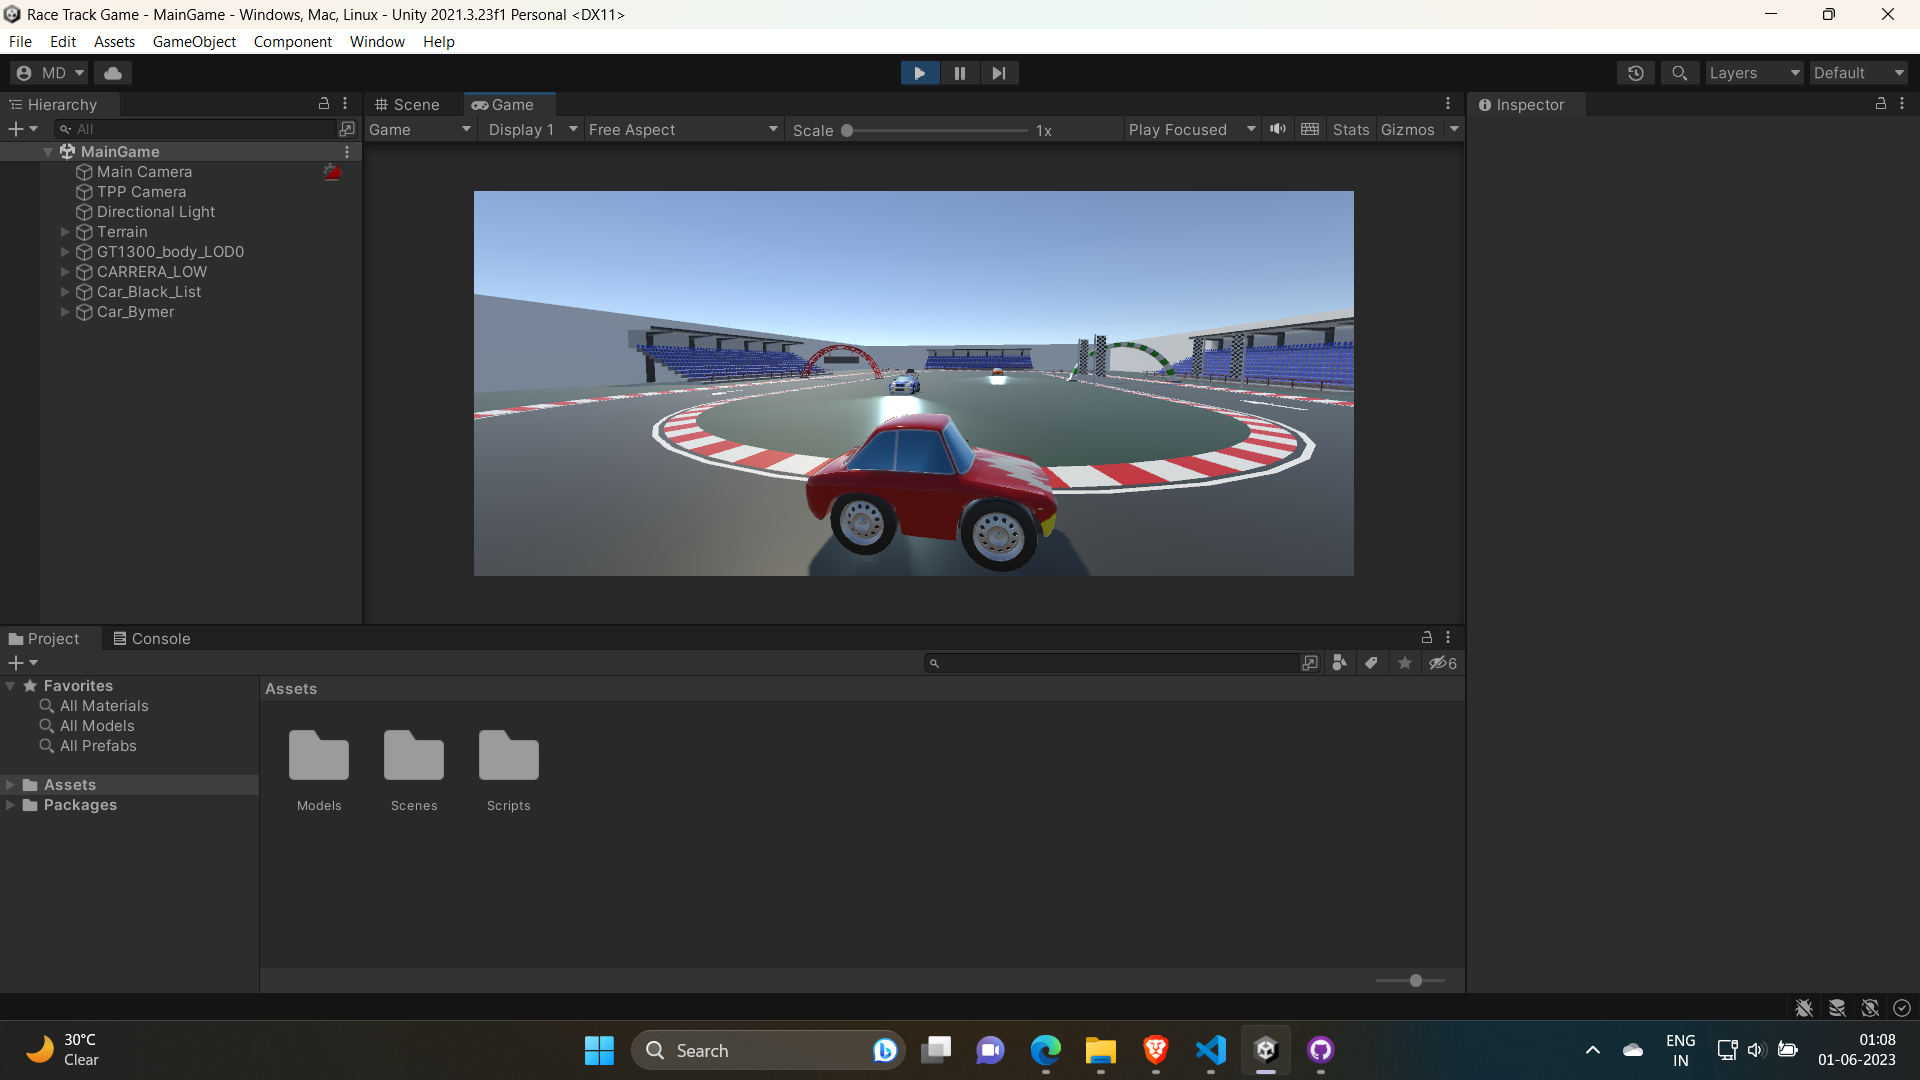 Race Track Game - MainGame - Windows, Mac, Linux - Unity 2021.3.23f1 Personal <DX11>
File Edit Assets GameObject Component Window Help
MD
Layers Default
Hierarchy
All
MainGame
Main Camera
TPP Camera
Directional Light
Terrain
GT1300_body_LOD0
CARRERA_LOW
Car_Black_List
Car_Bymer
Scene Game
Game Display 1 Free Aspect Scale 1x Play Focused Stats Gizmos
Inspector
Project Console
6
Favorites
All Materials
All Models
All Prefabs
Assets
Packages
Assets
Models Scenes Scripts
30°C
Clear
Search
ENG
IN
01:08
01-06-2023